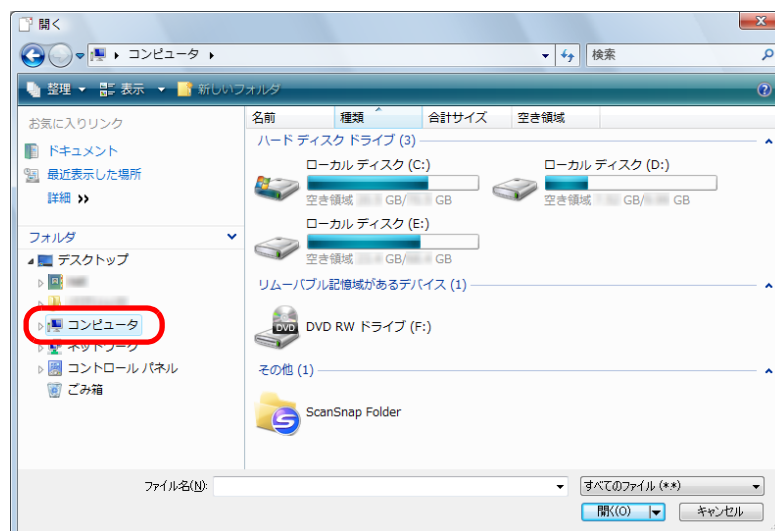 開く
コンピュータ
検索
整理 表示 新しいフォルダ
お気に入りリンク
ドキュメント
最近表示した場所
詳細 »
フォルダ
デスクトップ
コンピュータ
ネットワーク
コントロール パネル
ごみ箱
名前 種類 合計サイズ 空き領域
ハード ディスク ドライブ (3)
ローカル ディスク (C:)
空き領域 GB/ GB
ローカル ディスク (D:)
空き領域 GB/ GB
ローカル ディスク (E:)
空き領域 GB/ GB
リムーバブル記憶域があるデバイス (1)
DVD
DVD RW ドライブ (F:)
その他 (1)
S
ScanSnap Folder
ファイル名(N):
すべてのファイル (*.*)
開く(O)
キャンセル